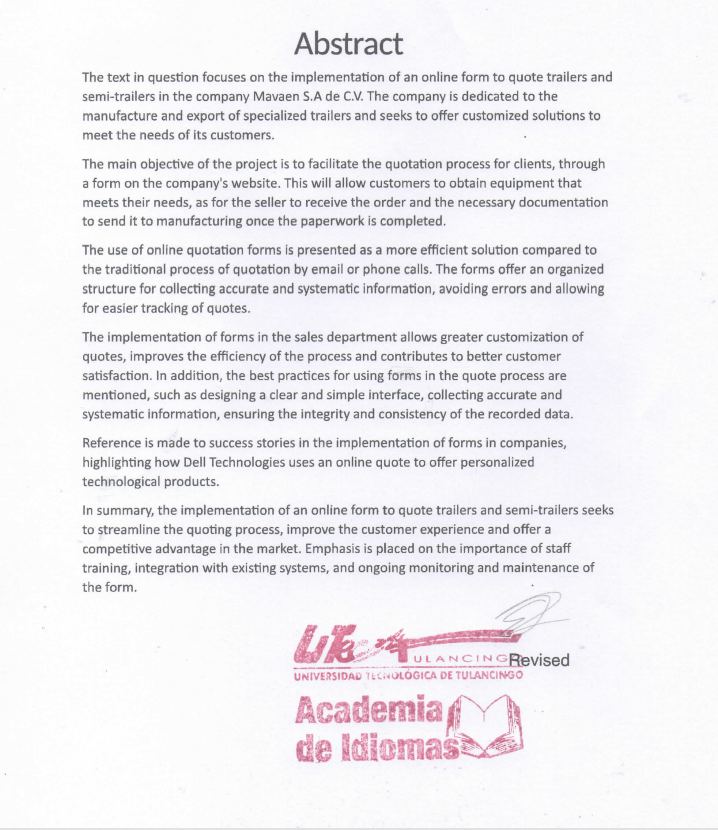 Abstract
The text in question focuses on the implementation of an online form to quote trailers and
semi-trailers in the company Mavaen S.A de C.V. The company is dedicated to the
manufacture and export of specialized trailers and seeks to offer customized solutions to
meet the needs of its customers.
The main objective of the project is to facilitate the quotation process for clients, through
a form on the company's website. This will allow customers to obtain equipment that
meets their needs, as for the seller to receive the order and the necessary documentation
to send it to manufacturing once the paperwork is completed.
The use of online quotation forms is presented as a more efficient solution compared to
the traditional process of quotation by email or phone calls. The forms offer an organized
structure for collecting accurate and systematic information, avoiding errors and allowing
for easier tracking of quotes.
The implementation of forms in the sales department allows greater customization of
quotes, improves the efficiency of the process and contributes to better customer
satisfaction. In addition, the best practices for using forms in the quote process are
mentioned, such as designing a clear and simple interface, collecting accurate and
systematic information, ensuring the integrity and consistency of the recorded data.
Reference is made to success stories in the implementation of forms in companies,
highlighting how Dell Technologies uses an online quote to offer personalized
technological products.
In summary, the implementation of an online form to quote trailers and semi-trailers seeks
to streamline the quoting process, improve the customer experience and offer a
competitive advantage in the market. Emphasis is placed on the importance of staff
training, integration with existing systems, and ongoing monitoring and maintenance of
the form.
TULANCING Revised
UNIVERSIDAD TECNOLÓGICA DE TULANCINGO
Academia
de Idiomas